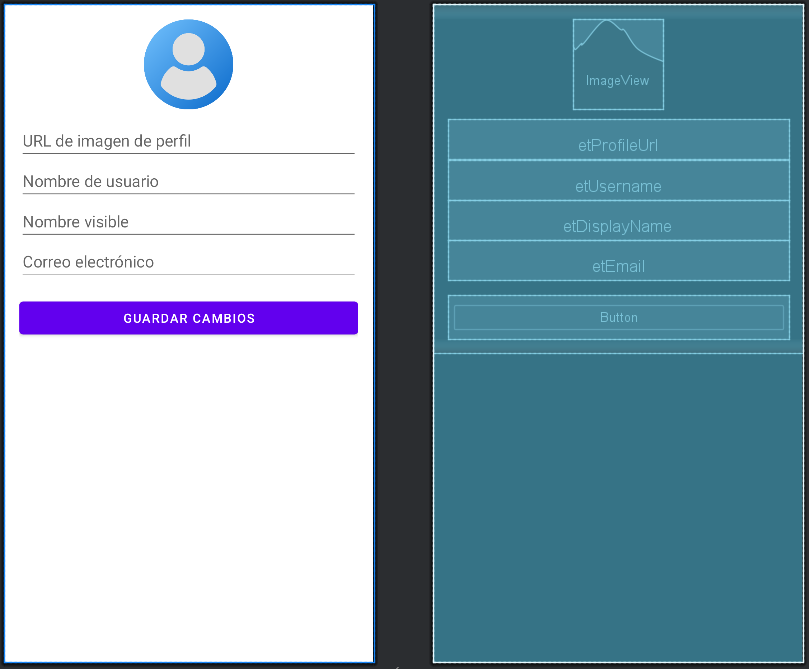 URL de imagen de perfil
Nombre de usuario
Nombre visible
Correo electrónico
GUARDAR CAMBIOS
ImageView
etProfileUrl
etUsername
etDisplayName
etEmail
Button